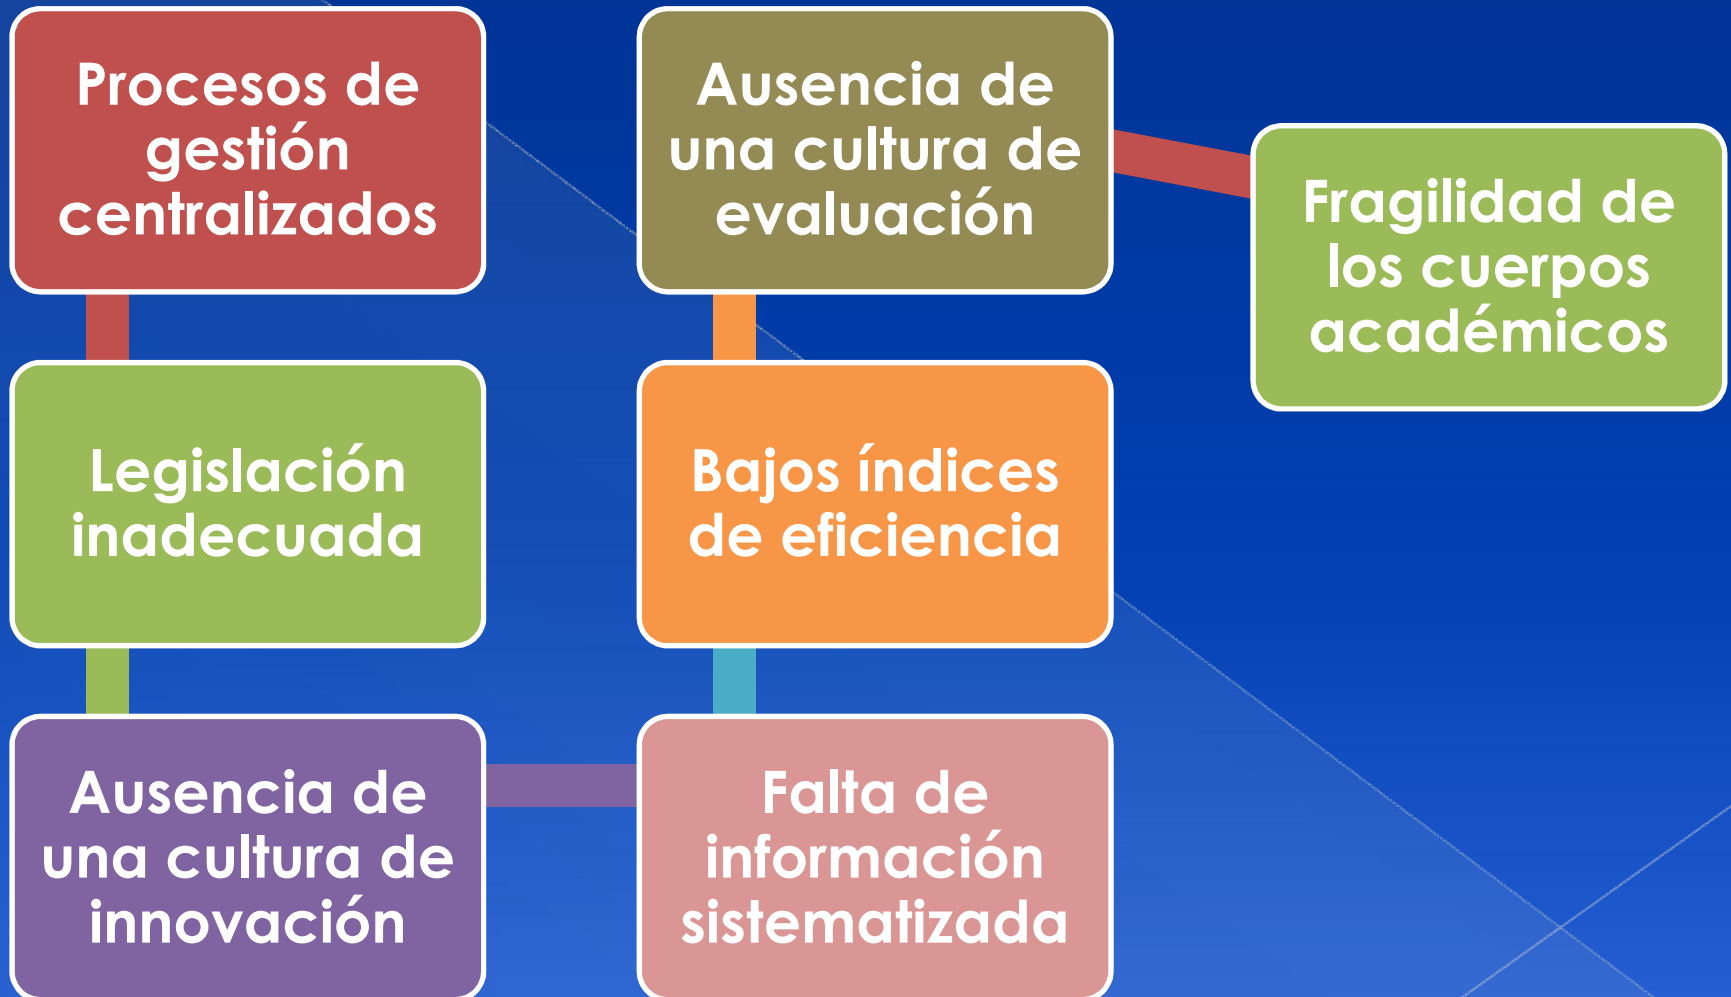 Procesos de
gestión
centralizados
Legislación
inadecuada
Ausencia de
una cultura de
innovación
Falta de
información
sistematizada
Bajos índices
de eficiencia
Ausencia de
una cultura de
evaluación
Fragilidad de
los cuerpos
académicos